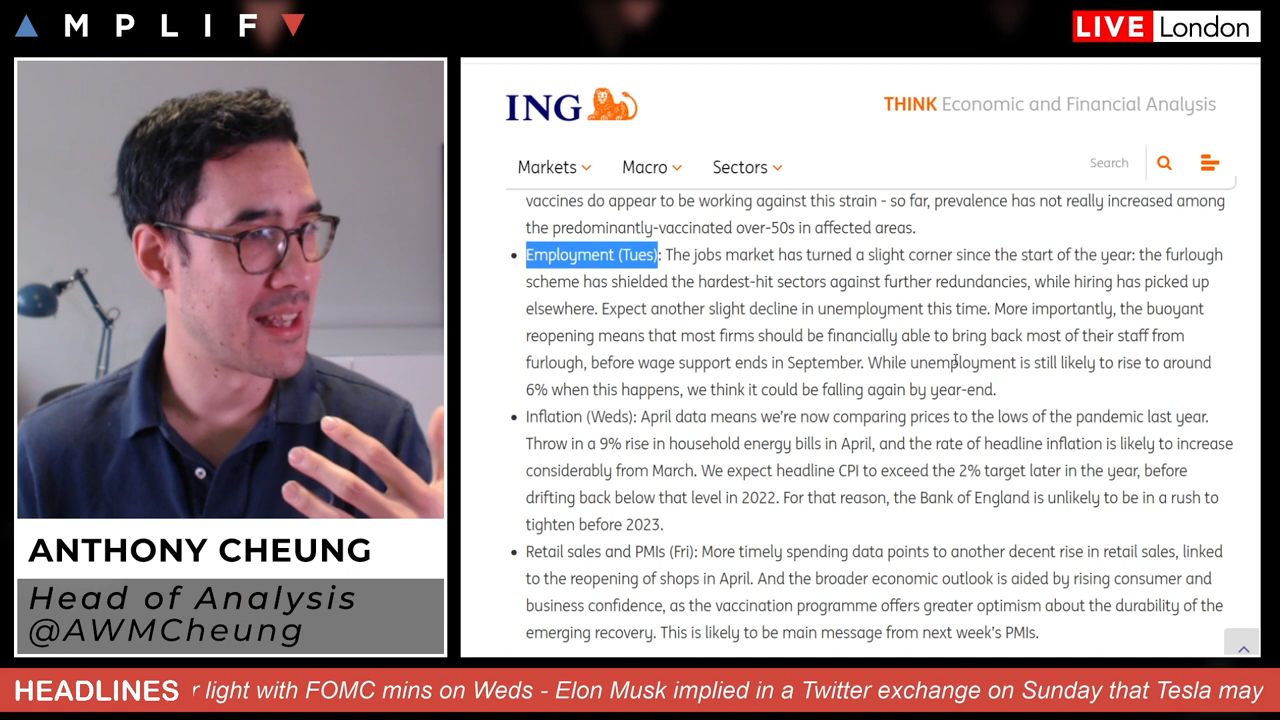 AMPLIFY
LIVE London
ING
THINK Economic and Financial Analysis
Markets
Macro
Sectors
Search
vaccines do appear to be working against this strain - so far, prevalence has not really increased among
the predominantly-vaccinated over-50s in affected areas.
• Employment (Tues): The jobs market has turned a slight corner since the start of the year: the furlough
scheme has shielded the hardest-hit sectors against further redundancies, while hiring has picked up
elsewhere. Expect another slight decline in unemployment this time. More importantly, the buoyant
reopening means that most firms should be financially able to bring back most of their staff from
furlough, before wage support ends in September. While unemployment is still likely to rise to around
6% when this happens, we think it could be falling again by year-end.
• Inflation (Weds): April data means we're now comparing prices to the lows of the pandemic last year.
Throw in a 9% rise in household energy bills in April, and the rate of headline inflation is likely to increase
considerably from March. We expect headline CPI to exceed the 2% target later in the year, before
drifting back below that level in 2022. For that reason, the Bank of England is unlikely to be in a rush to
tighten before 2023.
• Retail sales and PMIs (Fri): More timely spending data points to another decent rise in retail sales, linked
to the reopening of shops in April. And the broader economic outlook is aided by rising consumer and
business confidence, as the vaccination programme offers greater optimism about the durability of the
emerging recovery. This is likely to be main message from next week's PMIs.
ANTHONY CHEUNG
Head of Analysis
@AWMCheung
HEADLINES r light with FOMC mins on Weds - Elon Musk implied in a Twitter exchange on Sunday that Tesla may